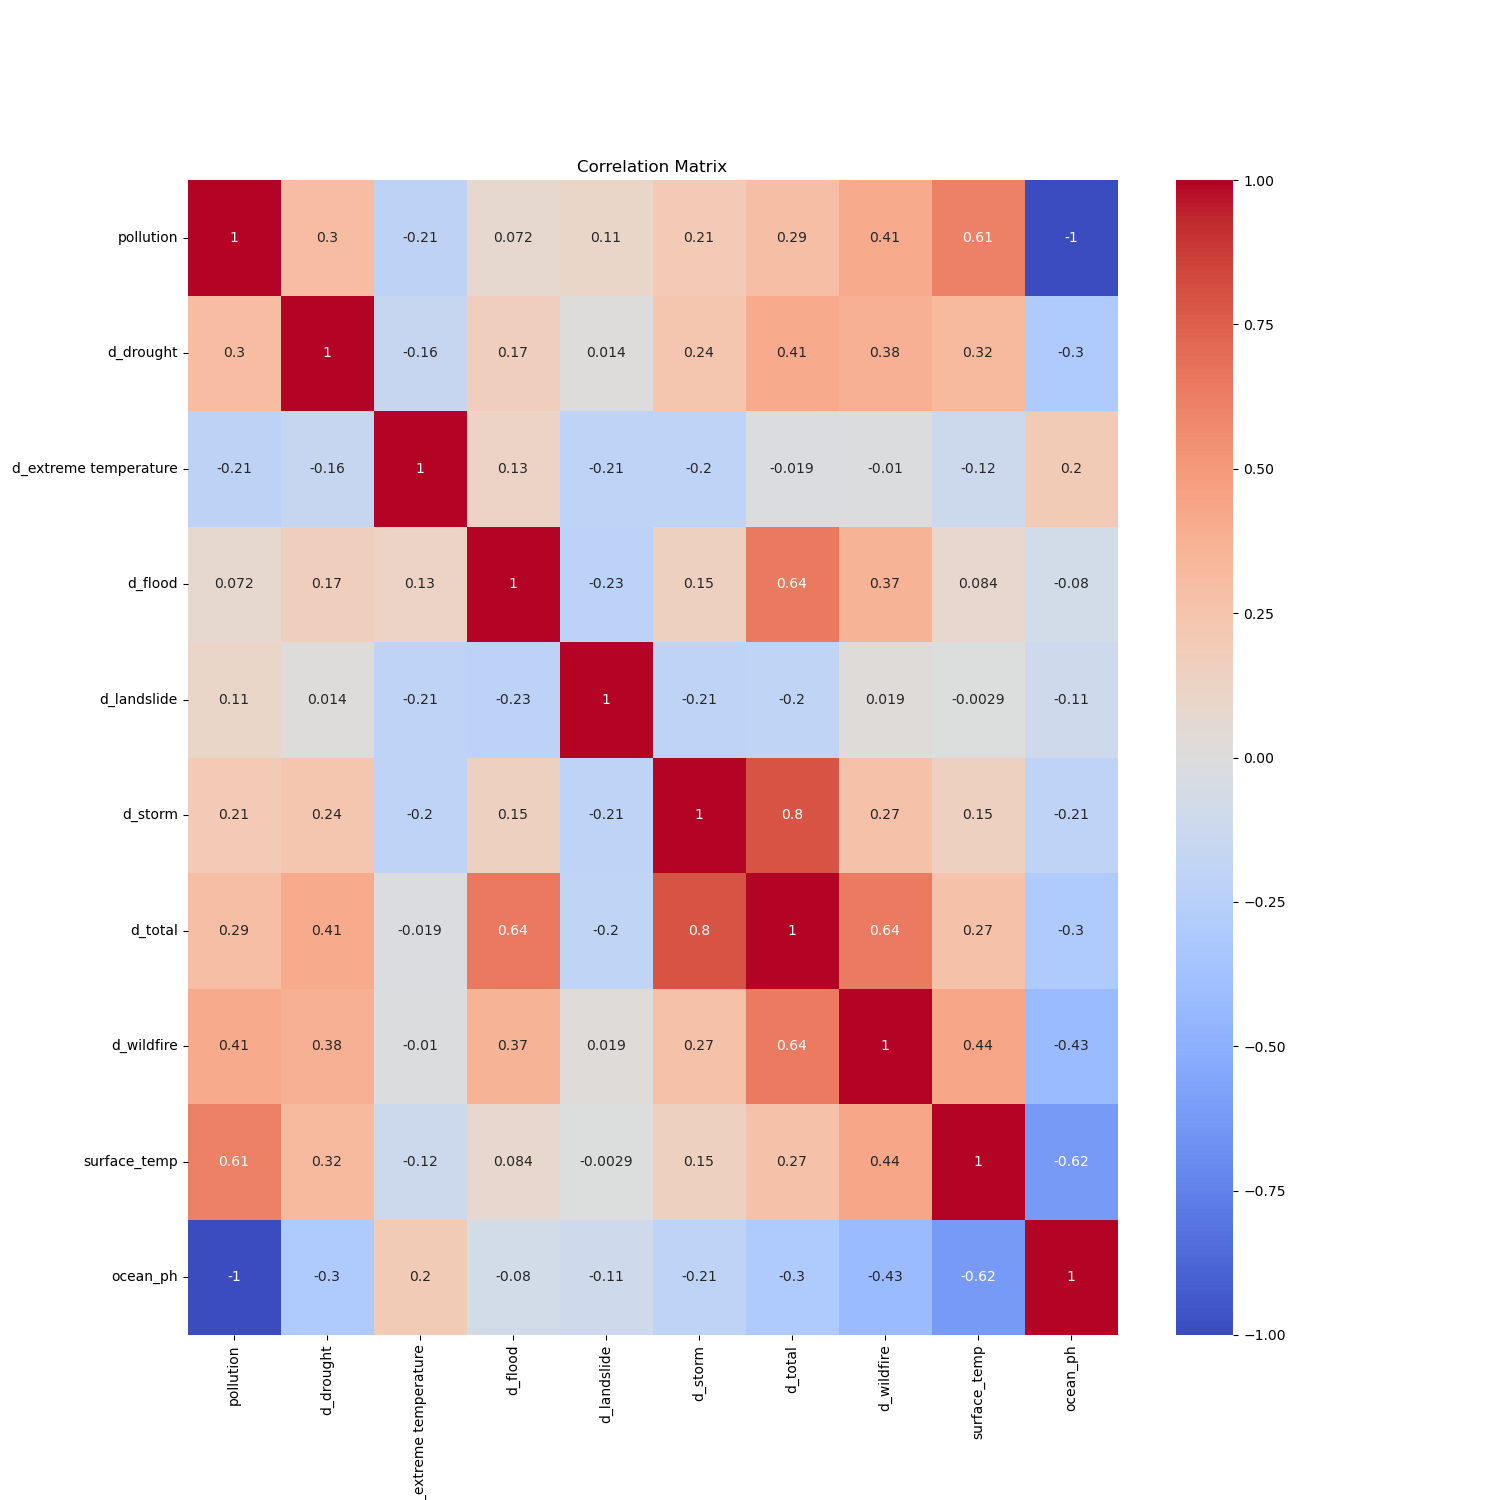 Correlation Matrix
pollution 1 0.3 -0.21 0.072 0.11 0.21 0.29 0.41 0.61 -1
d_drought 0.3 1 -0.16 0.17 0.014 0.24 0.41 0.38 0.32 -0.3
d_extreme temperature -0.21 -0.16 1 0.13 -0.21 -0.2 -0.019 -0.01 -0.12 0.2
d_flood 0.072 0.17 0.13 1 -0.23 0.15 0.64 0.37 0.084 -0.08
d_landslide 0.11 0.014 -0.21 -0.23 1 -0.21 -0.2 0.019 -0.0029 -0.11
d_storm 0.21 0.24 -0.2 0.15 -0.21 1 0.8 0.27 0.15 -0.21
d_total 0.29 0.41 -0.019 0.64 -0.2 0.8 1 0.64 0.27 -0.3
d_wildfire 0.41 0.38 -0.01 0.37 0.019 0.27 0.64 1 0.44 -0.43
surface_temp 0.61 0.32 -0.12 0.084 -0.0029 0.15 0.27 0.44 1 -0.62
ocean_ph -1 -0.3 0.2 -0.08 -0.11 -0.21 -0.3 -0.43 -0.62 1
pollution
d_drought
_extreme temperature
d_flood
d_landslide
d_storm
d_total
d_wildfire
surface_temp
ocean_ph
1.00
0.75
0.50
0.25
0.00
−0.25
−0.50
−0.75
−1.00